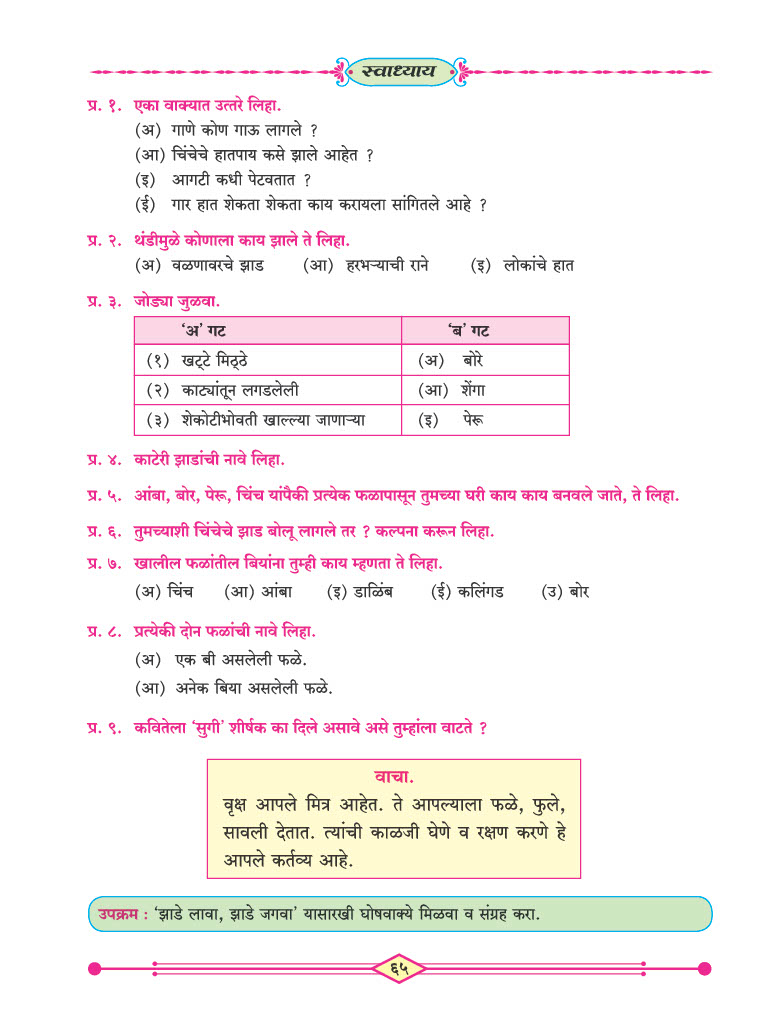 स्वाध्याय
प्र. १. एका वाक्यात उत्तरे लिहा.
(अ) गाणे कोण गाऊ लागले ?
(आ) चिंचेचे हातपाय कसे झाले आहेत ?
(इ) आगटी कधी पेटवतात ?
(ई) गार हात शेकता शेकता काय करायला सांगितले आहे ?
प्र. २. थंडीमुळे कोणाला काय झाले ते लिहा.
(अ) वळणावरचे झाड (आ) हरभऱ्याची राने (इ) लोकांचे हात
प्र. ३. जोड्या जुळवा.
‘अ’ गट ‘ब’ गट
(१) खट्टे मिठ्ठे (अ) बोरे
(२) काट्यांतून लगडलेली (आ) शेंगा
(३) शेकोटीभोवती खाल्ल्या जाणाऱ्या (इ) पेरू
प्र. ४. काटेरी झाडांची नावे लिहा.
प्र. ५. आंबा, बोर, पेरू, चिंच यांपैकी प्रत्येक फळापासून तुमच्या घरी काय काय बनवले जाते, ते लिहा.
प्र. ६. तुमच्याशी चिंचेचे झाड बोलू लागले तर ? कल्पना करून लिहा.
प्र. ७. खालील फळांतील बियांना तुम्ही काय म्हणता ते लिहा.
(अ) चिंच (आ) आंबा (इ) डाळिंब (ई) कलिंगड (उ) बोर
प्र. ८. प्रत्येकी दोन फळांची नावे लिहा.
(अ) एक बी असलेली फळे.
(आ) अनेक बिया असलेली फळे.
प्र. ९. कवितेला ‘सुगी’ शीर्षक का दिले असावे असे तुम्हांला वाटते ?
वाचा.
वृक्ष आपले मित्र आहेत. ते आपल्याला फळे, फुले,
सावली देतात. त्यांची काळजी घेणे व रक्षण करणे हे
आपले कर्तव्य आहे.
उपक्रम : ‘झाडे लावा, झाडे जगवा’ यासारखी घोषवाक्ये मिळवा व संग्रह करा.
६५